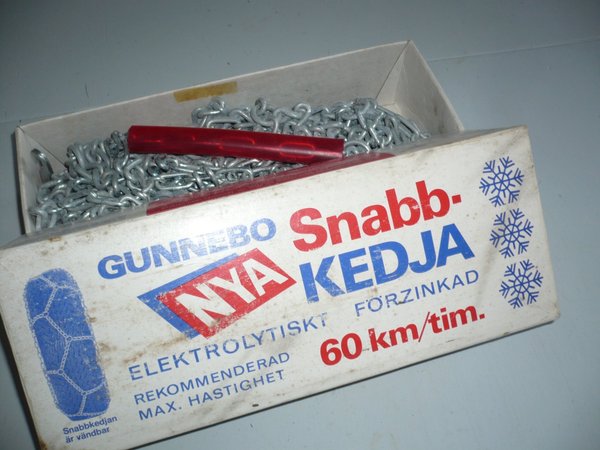 GUNNEBO Snabb-
NYA KEDJA
ELEKTROLYTISKT FÖRZINKAD
REKOMMENDERAD
MAX. HASTIGHET 60 km/tim.
Snabbkedjan
är vändbar